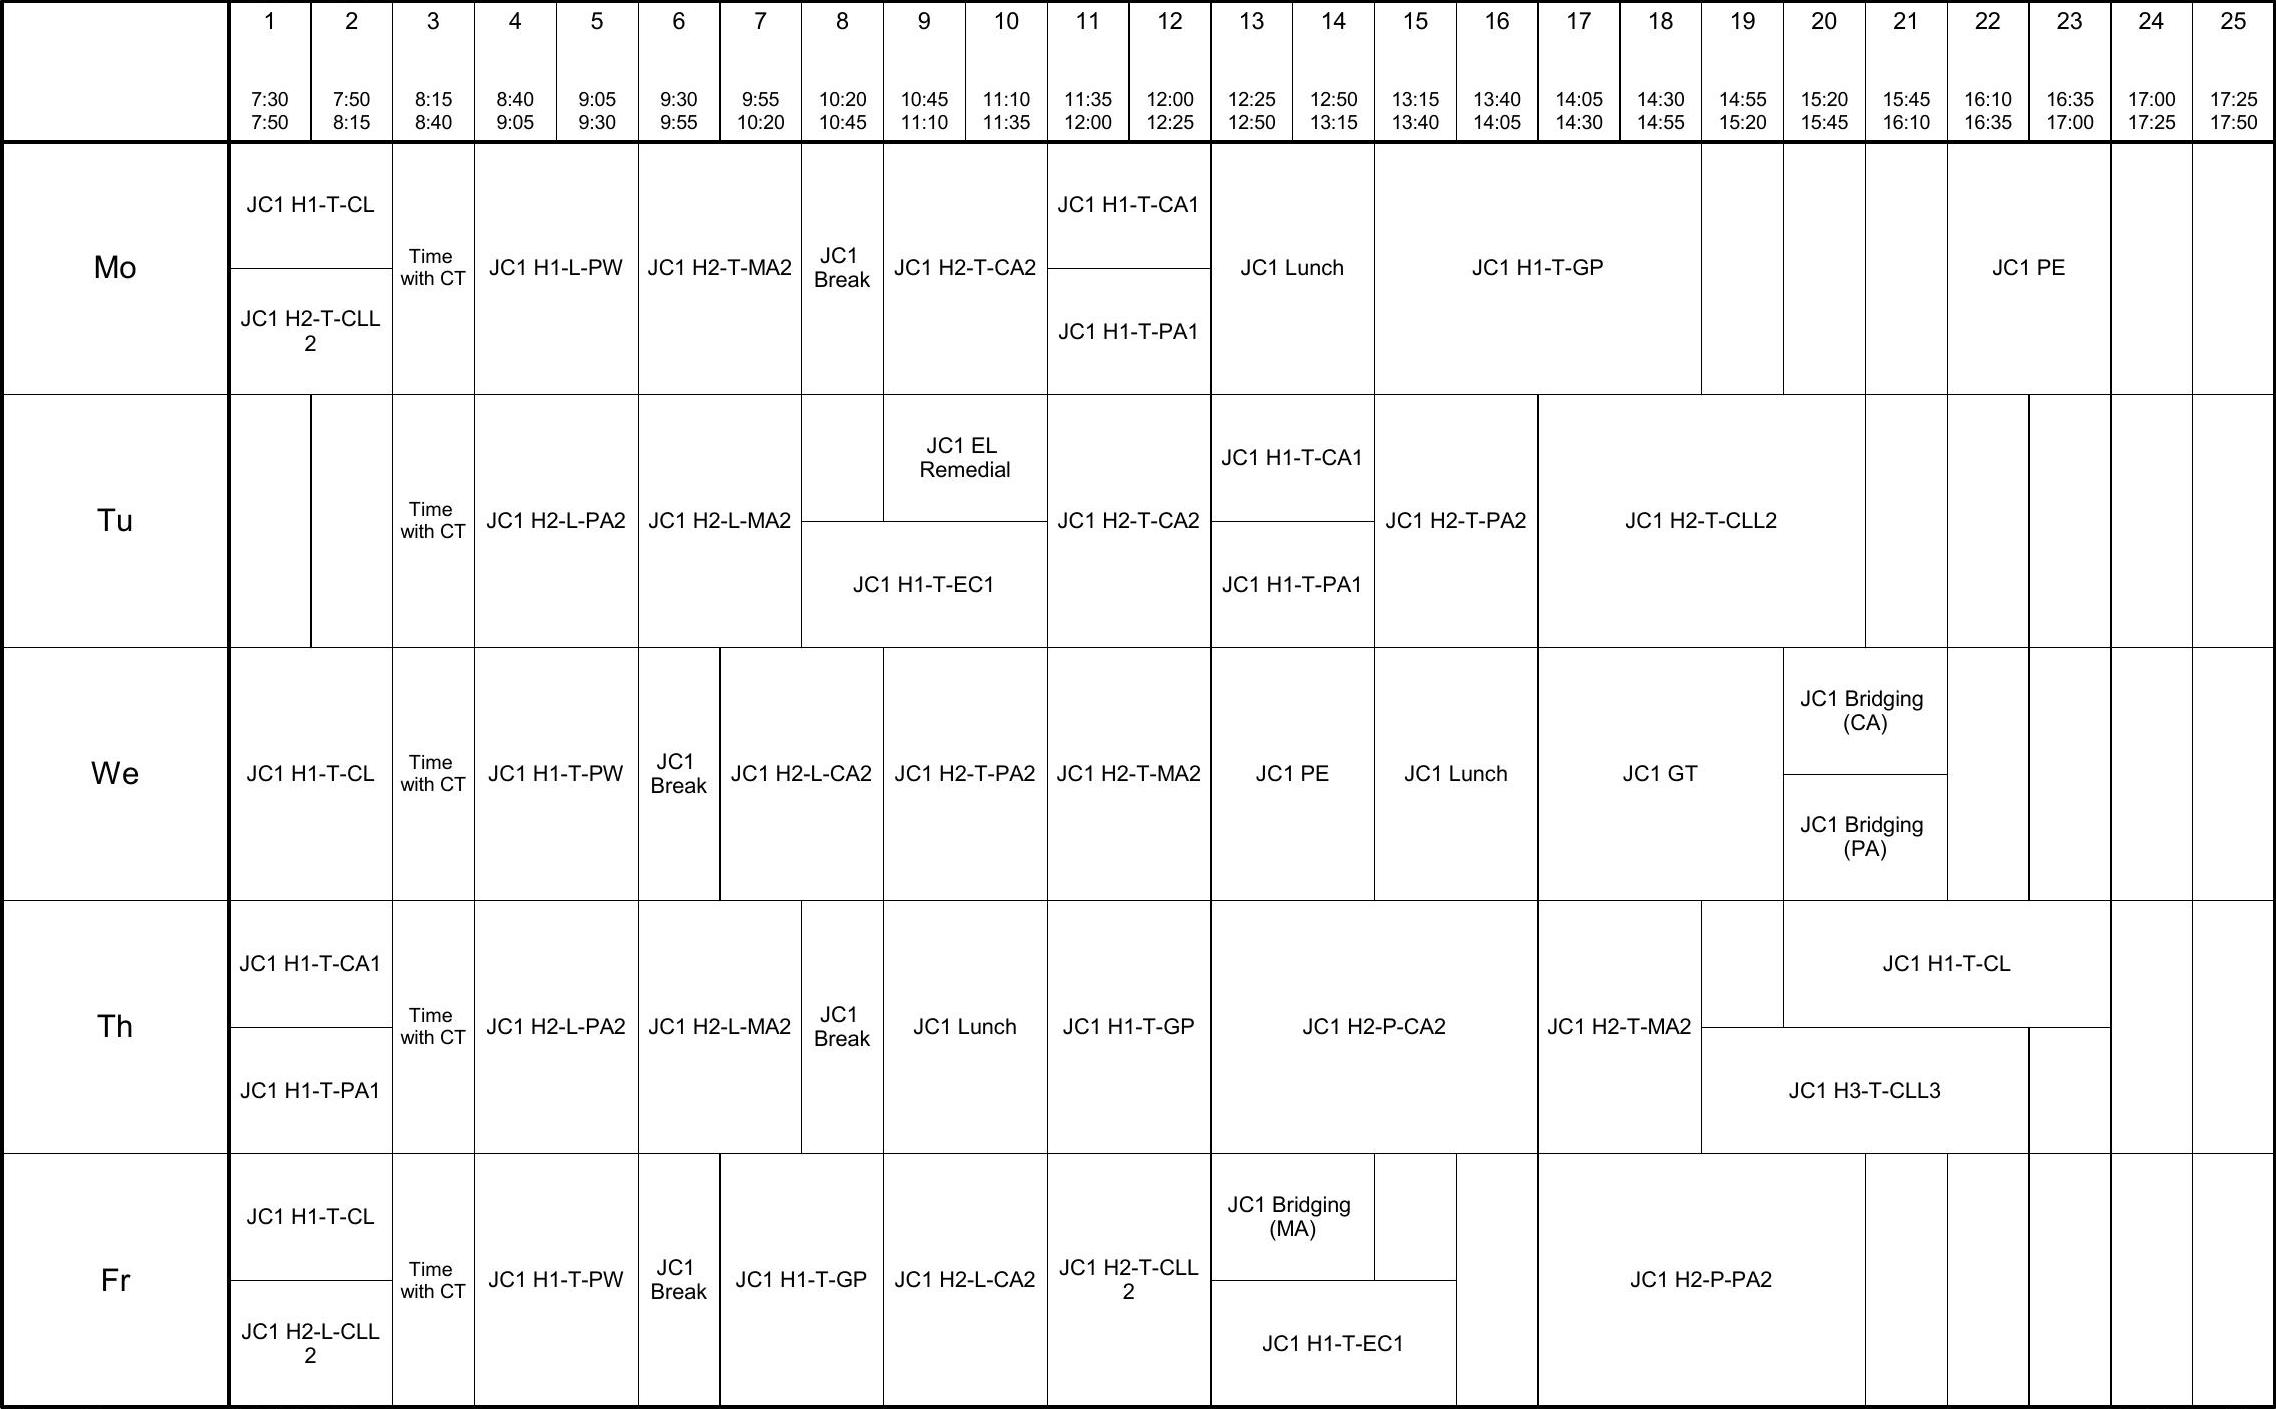 1 2 3 4 5 6 7 8 9 10 11 12 13 14 15 16 17 18 19 20 21 22 23 24 25
7:30 7:50 8:15 8:40 9:05 9:30 9:55 10:20 10:45 11:10 11:35 12:00 12:25 12:50 13:15 13:40 14:05 14:30 14:55 15:20 15:45 16:10 16:35 17:00 17:25
7:50 8:15 8:40 9:05 9:30 9:55 10:20 10:45 11:10 11:35 12:00 12:25 12:50 13:15 13:40 14:05 14:30 14:55 15:20 15:45 16:10 16:35 17:00 17:25 17:50
Mo
JC1 H1-T-CL
JC1 H2-T-CLL
2
Time
with CT
JC1 H1-L-PW
JC1 H2-T-MA2
JC1
Break
JC1 H2-T-CA2
JC1 H1-T-CA1
JC1 H1-T-PA1
JC1 Lunch
JC1 H1-T-GP
JC1 PE
Tu
Time
with CT
JC1 H2-L-PA2
JC1 H2-L-MA2
JC1 EL
Remedial
JC1 H1-T-EC1
JC1 H2-T-CA2
JC1 H1-T-CA1
JC1 H1-T-PA1
JC1 H2-T-PA2
JC1 H2-T-CLL2
We
JC1 H1-T-CL
Time
with CT
JC1 H1-T-PW
JC1
Break
JC1 H2-L-CA2
JC1 H2-T-PA2
JC1 H2-T-MA2
JC1 PE
JC1 Lunch
JC1 GT
JC1 Bridging
(CA)
JC1 Bridging
(PA)
Th
JC1 H1-T-CA1
JC1 H1-T-PA1
Time
with CT
JC1 H2-L-PA2
JC1 H2-L-MA2
JC1
Break
JC1 Lunch
JC1 H1-T-GP
JC1 H2-P-CA2
JC1 H2-T-MA2
JC1 H1-T-CL
JC1 H3-T-CLL3
Fr
JC1 H1-T-CL
JC1 H2-L-CLL
2
Time
with CT
JC1 H1-T-PW
JC1
Break
JC1 H1-T-GP
JC1 H2-L-CA2
JC1 H2-T-CLL
2
JC1 Bridging
(MA)
JC1 H1-T-EC1
JC1 H2-P-PA2